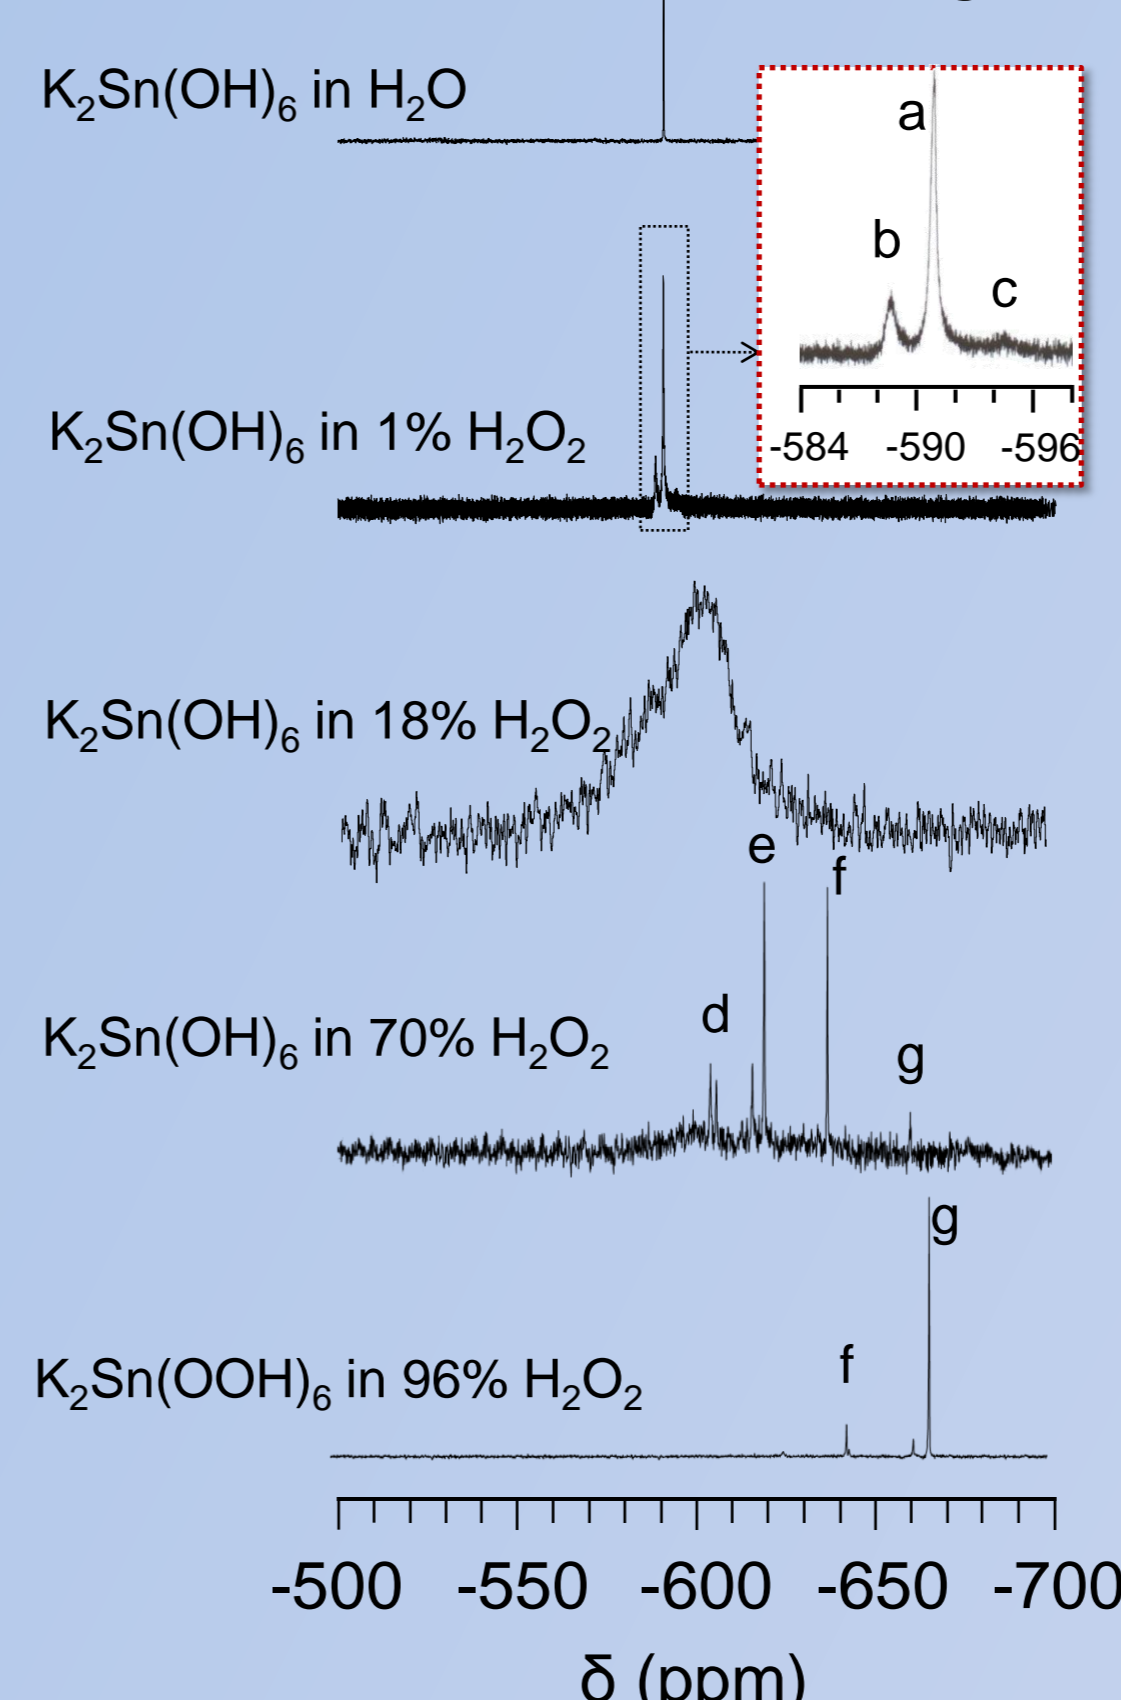 K₂Sn(OH)₆ in H₂O
a
b
c
-584 -590 -596
K₂Sn(OH)₆ in 1% H₂O₂
K₂Sn(OH)₆ in 18% H₂O₂
e
f
d
K₂Sn(OH)₆ in 70% H₂O₂
g
g
f
K₂Sn(OOH)₆ in 96% H₂O₂
-500 -550 -600 -650 -700
δ (ppm)